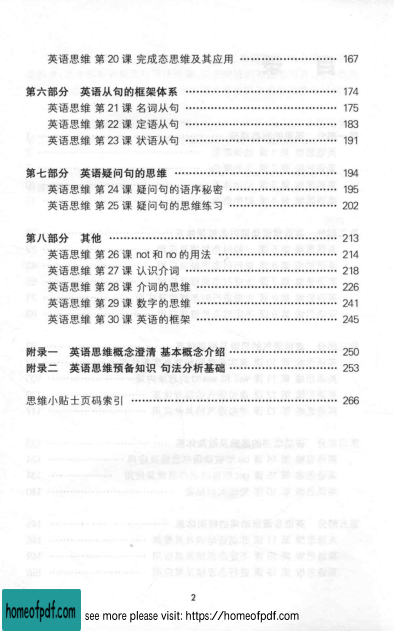 英语思维 第 20 课 完成态思维及其应用 ………………… 167
第六部分 英语从句的框架体系 ………………………… 174
英语思维 第 21 课 名词从句 ………………………… 175
英语思维 第 22 课 定语从句 ………………………… 183
英语思维 第 23 课 状语从句 ………………………… 191
第七部分 英语疑问句的思维 ………………………… 194
英语思维 第 24 课 疑问句的语序秘密 ………………… 195
英语思维 第 25 课 疑问句的思维练习 ………………… 202
第八部分 其他 ………………………………………… 213
英语思维 第 26 课 not 和 no 的用法 ………………… 214
英语思维 第 27 课 认识介词 ………………………… 218
英语思维 第 28 课 介词的思维 ……………………… 226
英语思维 第 29 课 数字的思维 ……………………… 241
英语思维 第 30 课 英语的框架 ……………………… 245
附录一 英语思维概念澄清 基本概念介绍 ………………… 250
附录二 英语思维预备知识 句法分析基础 ………………… 253
思维小贴士页码索引 …………………………………… 266
2
homeofpdf.com
see more please visit: https://homeofpdf.com